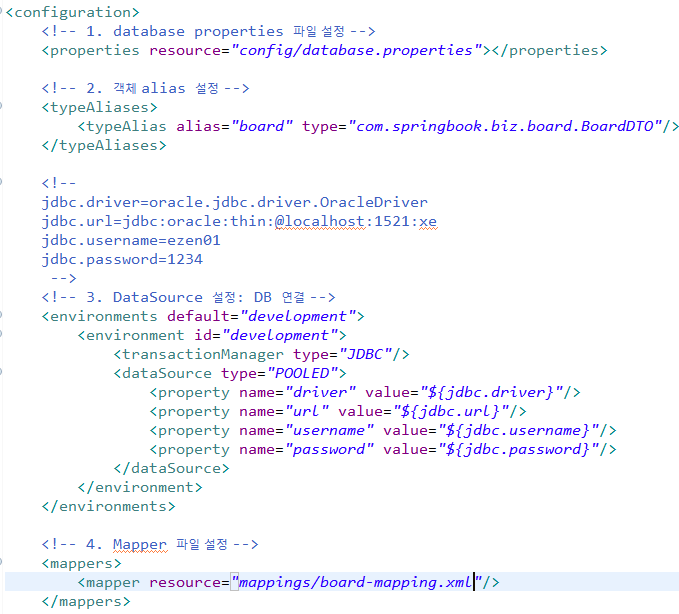 <configuration>
<!-- 1. database properties 파일 설정 -->
<properties resource="config/database.properties"></properties>
<!-- 2. 객체 alias 설정 -->
<typeAliases>
<typeAlias alias="board" type="com.springbook.biz.board.BoardDTO"/>
</typeAliases>
<!--
jdbc.driver=oracle.jdbc.driver.OracleDriver
jdbc.url=jdbc:oracle:thin:@localhost:1521:xe
jdbc.username=ezen01
jdbc.password=1234
-->
<!-- 3. DataSource 설정: DB 연결 -->
<environments default="development">
<environment id="development">
<transactionManager type="JDBC"/>
<dataSource type="POOLED">
<property name="driver" value="${jdbc.driver}"/>
<property name="url" value="${jdbc.url}"/>
<property name="username" value="${jdbc.username}"/>
<property name="password" value="${jdbc.password}"/>
</dataSource>
</environment>
</environments>
<!-- 4. Mapper 파일 설정 -->
<mappers>
<mapper resource="mappings/board-mapping.xml"/>
</mappers>